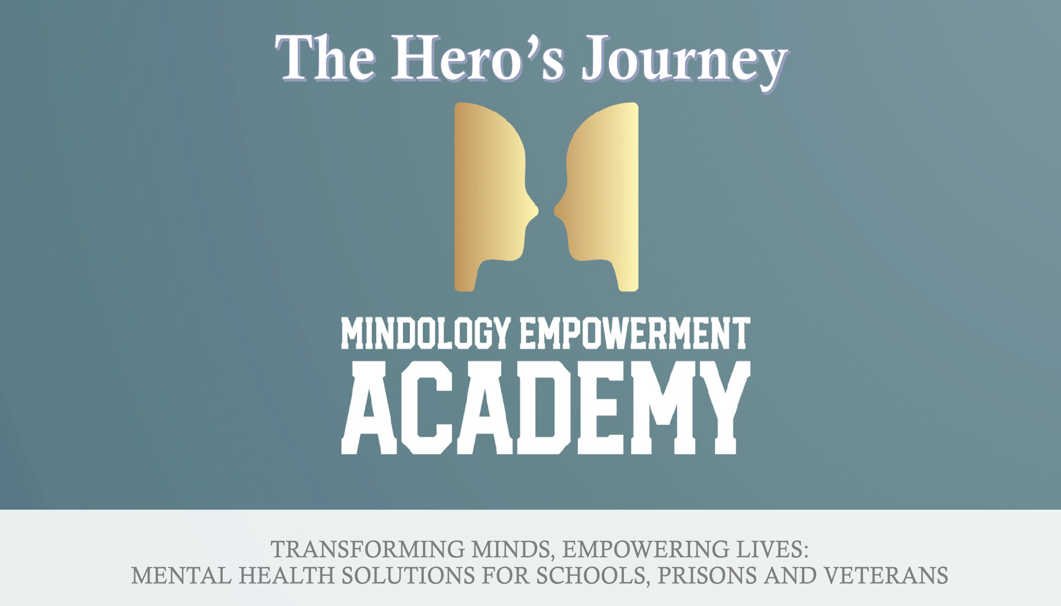 The Hero’s Journey
MINDOLOGY EMPOWERMENT
ACADEMY
TRANSFORMING MINDS, EMPOWERING LIVES:
MENTAL HEALTH SOLUTIONS FOR SCHOOLS, PRISONS AND VETERANS